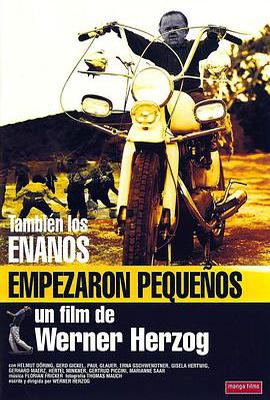 También los
ENANOS
EMPEZARON PEQUEÑOS
un film de
Werner Herzog
con HELMUT DÖRING, GERD GICKEL, PAUL GLAUER, ERNA GSCHWENDTNER, GISELA HERTWIG,
GERHARD MAERZ, HERTEL MINKNER, GERTRUD PICCINI, MARIANNE SAAR
música FLORIAN FRICKER fotografía THOMAS MAUCH
escrita y dirigida por WERNER HERZOG
manga films